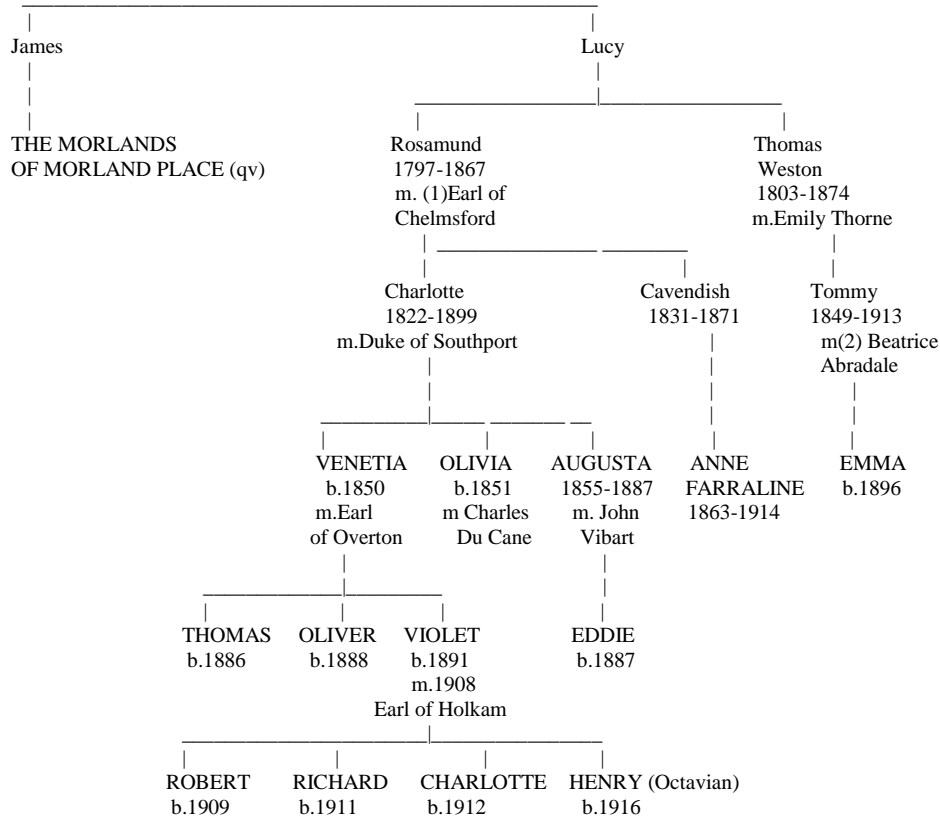 James Lucy
THE MORLANDS Rosamund Thomas
OF MORLAND PLACE (qv) 1797-1867 Weston
m. (1)Earl of 1803-1874
Chelmsford m.Emily Thorne
Charlotte Cavendish Tommy
1822-1899 1831-1871 1849-1913
m.Duke of Southport m(2) Beatrice
Abradale
VENETIA OLIVIA AUGUSTA ANNE EMMA
b.1850 b.1851 1855-1887 FARRALINE b.1896
m.Earl m Charles m. John 1863-1914
of Overton Du Cane Vibart
THOMAS OLIVER VIOLET EDDIE
b.1886 b.1888 b.1891 b.1887
m.1908
Earl of Holkam
ROBERT RICHARD CHARLOTTE HENRY (Octavian)
b.1909 b.1911 b.1912 b.1916